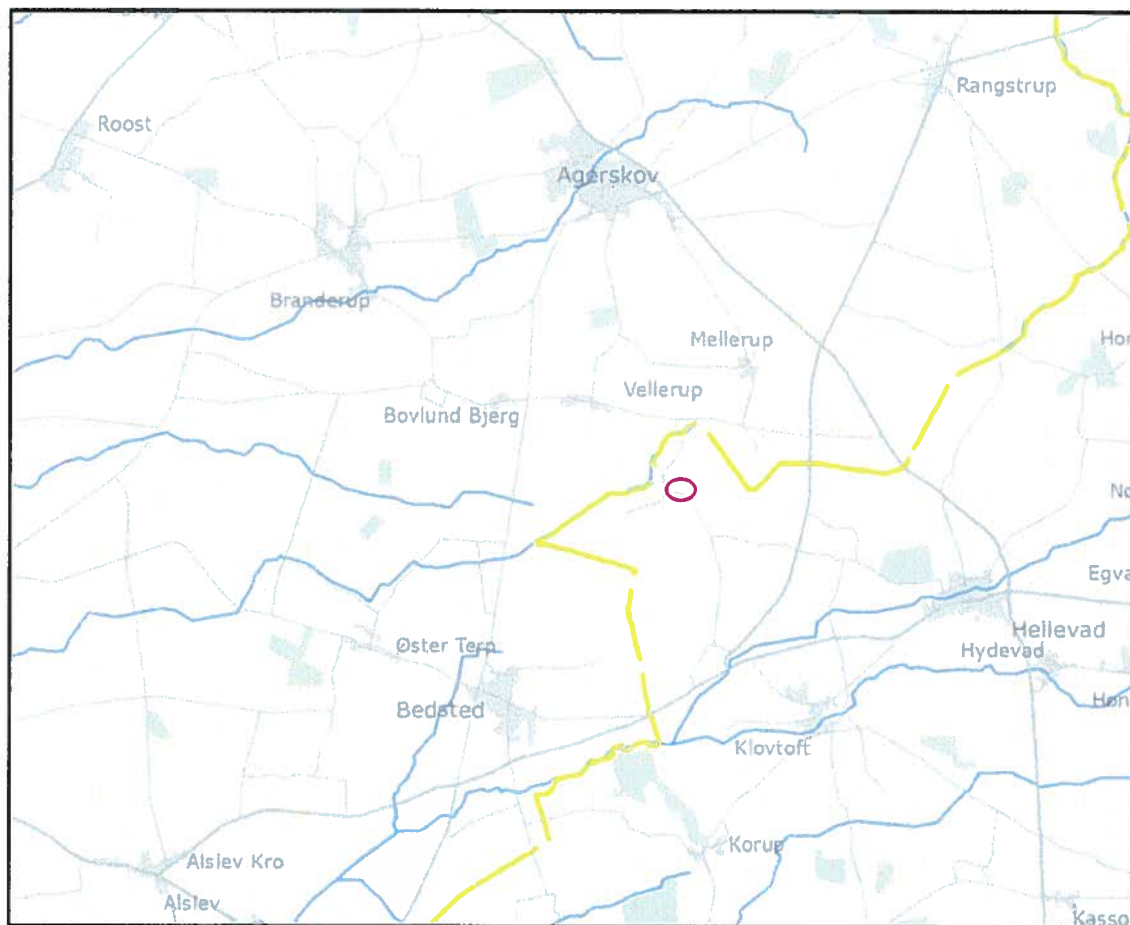 Rangstrup
Roost
Agerskov
Branderup
Mellerup
Vellerup
Bovlund Bjerg
Hellevad
Hydevad
Øster Terp
Bedsted
Klovtoft
Korup
Alslev Kro
Alslev